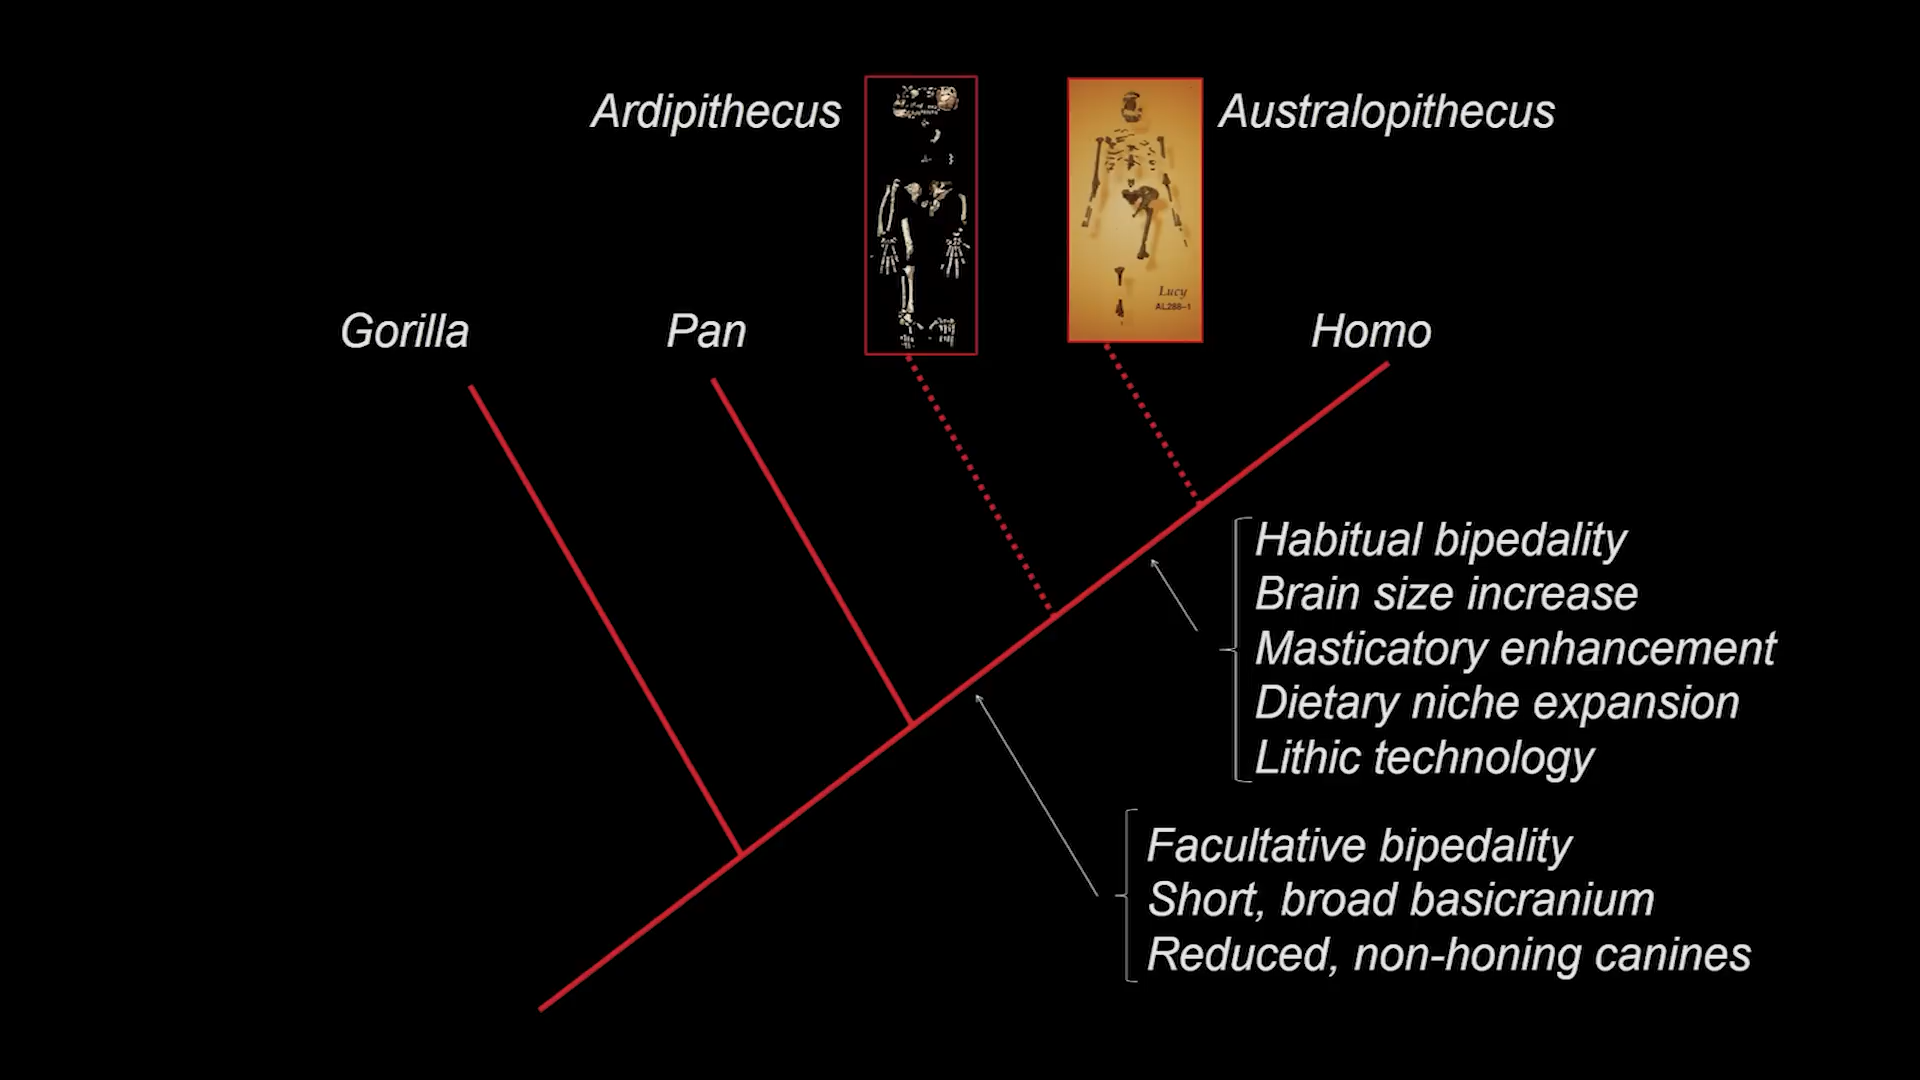 Ardipithecus
Australopithecus
Lucy
AL288-1
Gorilla
Pan
Homo
Habitual bipedality
Brain size increase
Masticatory enhancement
Dietary niche expansion
Lithic technology
Facultative bipedality
Short, broad basicranium
Reduced, non-honing canines